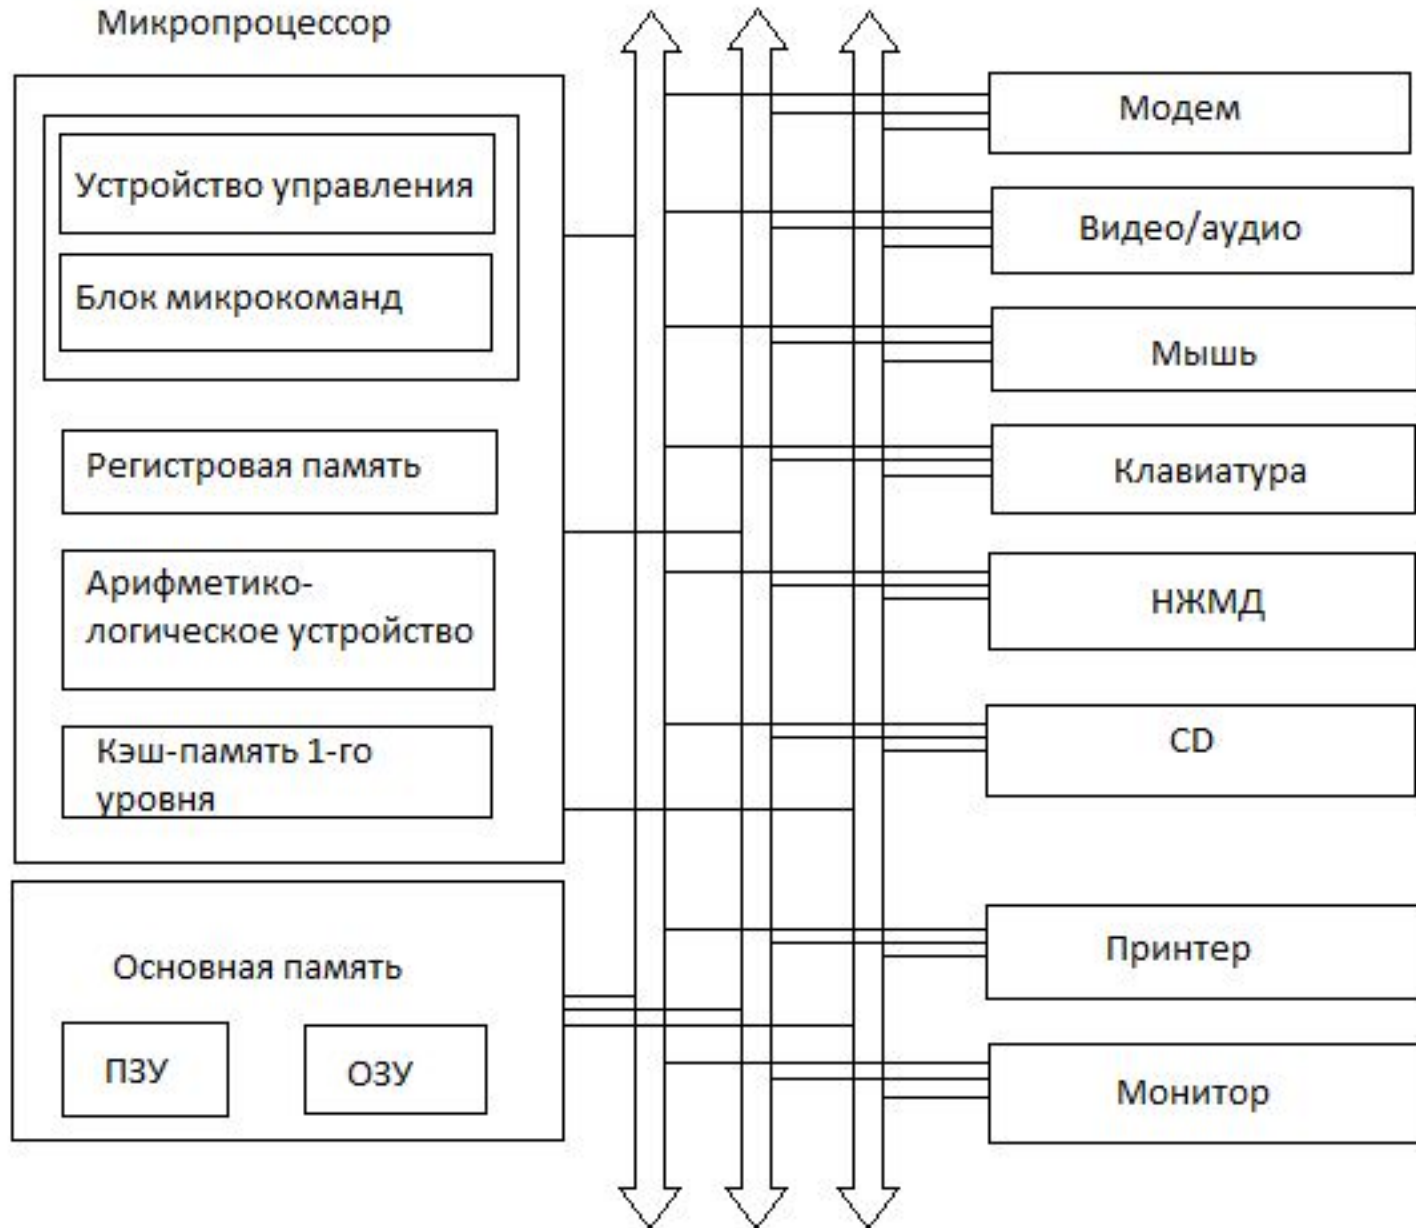 Микропроцессор
Устройство управления
Блок микрокоманд
Регистровая память
Арифметико-
логическое устройство
Кэш-память 1-го
уровня
Основная память
ПЗУ
ОЗУ
Модем
Видео/аудио
Мышь
Клавиатура
НЖМД
CD
Принтер
Монитор